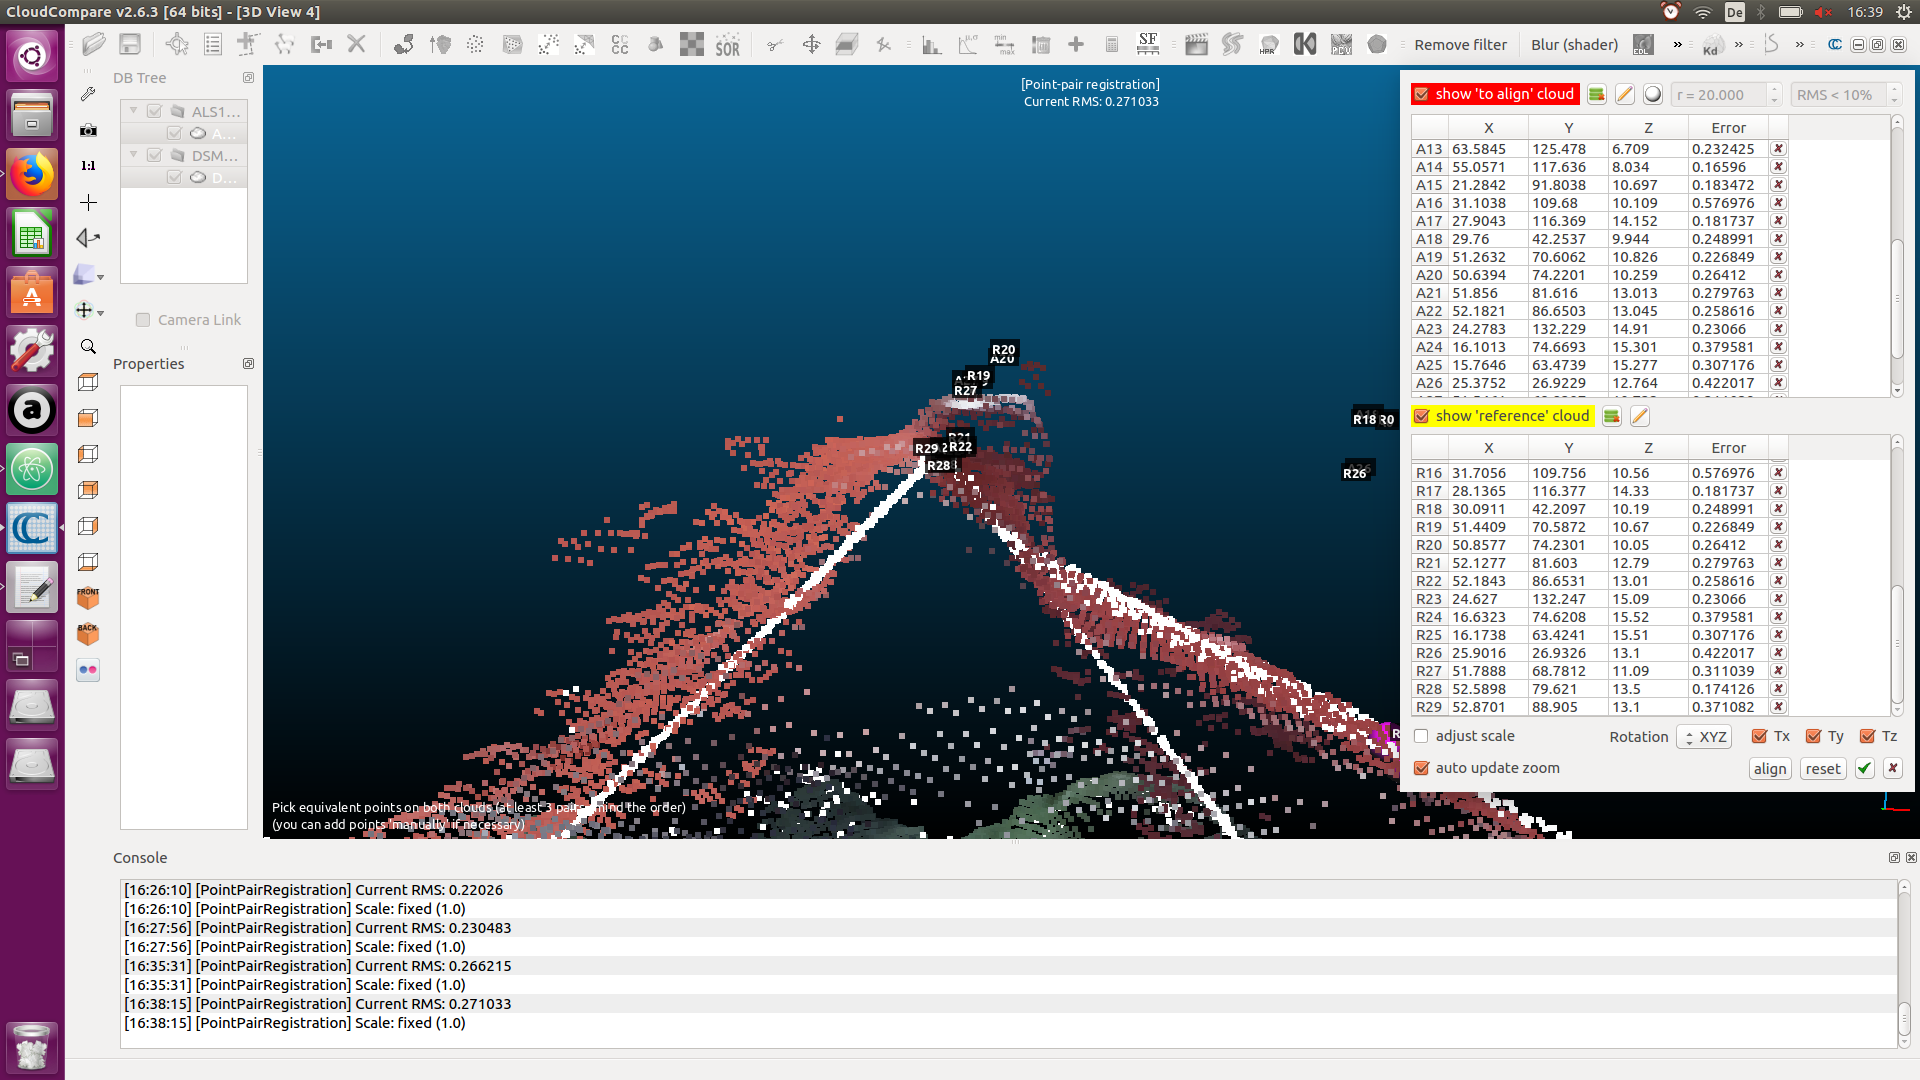 CloudCompare v2.6.3 [64 bits] - [3D View 4]
De
16:39
SOR
SF
Remove filter
Blur (shader)
Kd
DB Tree
ALS1...
A...
DSM...
D...
1:1
Camera Link
Properties
FRONT
BACK
[Point-pair registration]
Current RMS: 0.271033
R20
A20
R19
R27
R21
R29
R22
R28
R18
R0
R26
Pick equivalent points on both clouds (at least 3 pairs - mind the order)
(you can add points 'manually' if necessary)
show 'to align' cloud
r = 20.000
RMS < 10%
X Y Z Error
A13 63.5845 125.478 6.709 0.232425
A14 55.0571 117.636 8.034 0.16596
A15 21.2842 91.8038 10.697 0.183472
A16 31.1038 109.68 10.109 0.576976
A17 27.9043 116.369 14.152 0.181737
A18 29.76 42.2537 9.944 0.248991
A19 51.2632 70.6062 10.826 0.226849
A20 50.6394 74.2201 10.259 0.26412
A21 51.856 81.616 13.013 0.279763
A22 52.1821 86.6503 13.045 0.258616
A23 24.2783 132.229 14.91 0.23066
A24 16.1013 74.6693 15.301 0.379581
A25 15.7646 63.4739 15.277 0.307176
A26 25.3752 26.9229 12.764 0.422017
show 'reference' cloud
X Y Z Error
R16 31.7056 109.756 10.56 0.576976
R17 28.1365 116.377 14.33 0.181737
R18 30.0911 42.2097 10.19 0.248991
R19 51.4409 70.5872 10.67 0.226849
R20 50.8577 74.2301 10.05 0.26412
R21 52.1277 81.603 12.79 0.279763
R22 52.1843 86.6531 13.01 0.258616
R23 24.627 132.247 15.09 0.23066
R24 16.6323 74.6208 15.52 0.379581
R25 16.1738 63.4241 15.51 0.307176
R26 25.9016 26.9326 13.1 0.422017
R27 51.7888 68.7812 11.09 0.311039
R28 52.5898 79.621 13.5 0.174126
R29 52.8701 88.905 13.1 0.371082
adjust scale
Rotation XYZ Tx Ty Tz
auto update zoom
align reset
Console
[16:26:10] [PointPairRegistration] Current RMS: 0.22026
[16:26:10] [PointPairRegistration] Scale: fixed (1.0)
[16:27:56] [PointPairRegistration] Current RMS: 0.230483
[16:27:56] [PointPairRegistration] Scale: fixed (1.0)
[16:35:31] [PointPairRegistration] Current RMS: 0.266215
[16:35:31] [PointPairRegistration] Scale: fixed (1.0)
[16:38:15] [PointPairRegistration] Current RMS: 0.271033
[16:38:15] [PointPairRegistration] Scale: fixed (1.0)